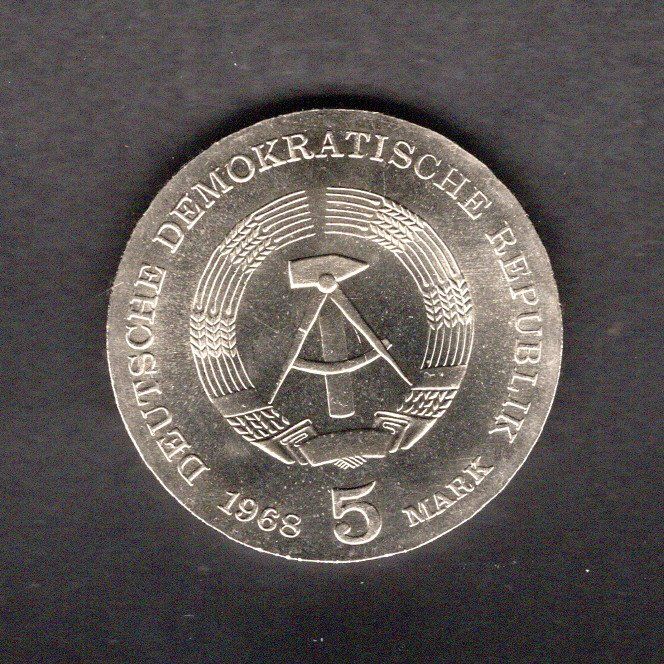 DEUTSCHE DEMOKRATISCHE REPUBLIK
1968 5 MARK